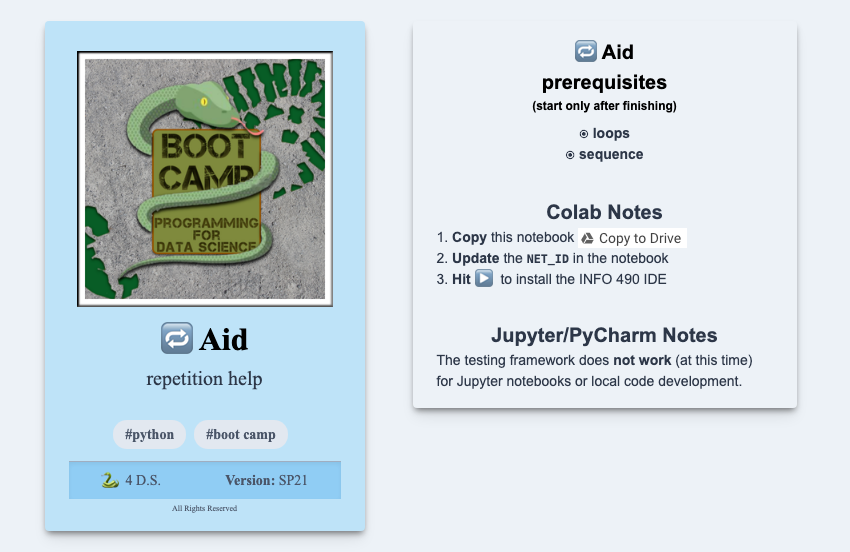 BOOT
CAMP
PROGRAMMING
FOR
DATA SCIENCE
🔁 Aid
repetition help
#python #boot camp
🐍 4 D.S. Version: SP21
All Rights Reserved
🔁 Aid
prerequisites
(start only after finishing)
⦿ loops
⦿ sequence
Colab Notes
1. Copy this notebook Copy to Drive
2. Update the NET_ID in the notebook
3. Hit ▶️ to install the INFO 490 IDE
Jupyter/PyCharm Notes
The testing framework does not work (at this time)
for Jupyter notebooks or local code development.